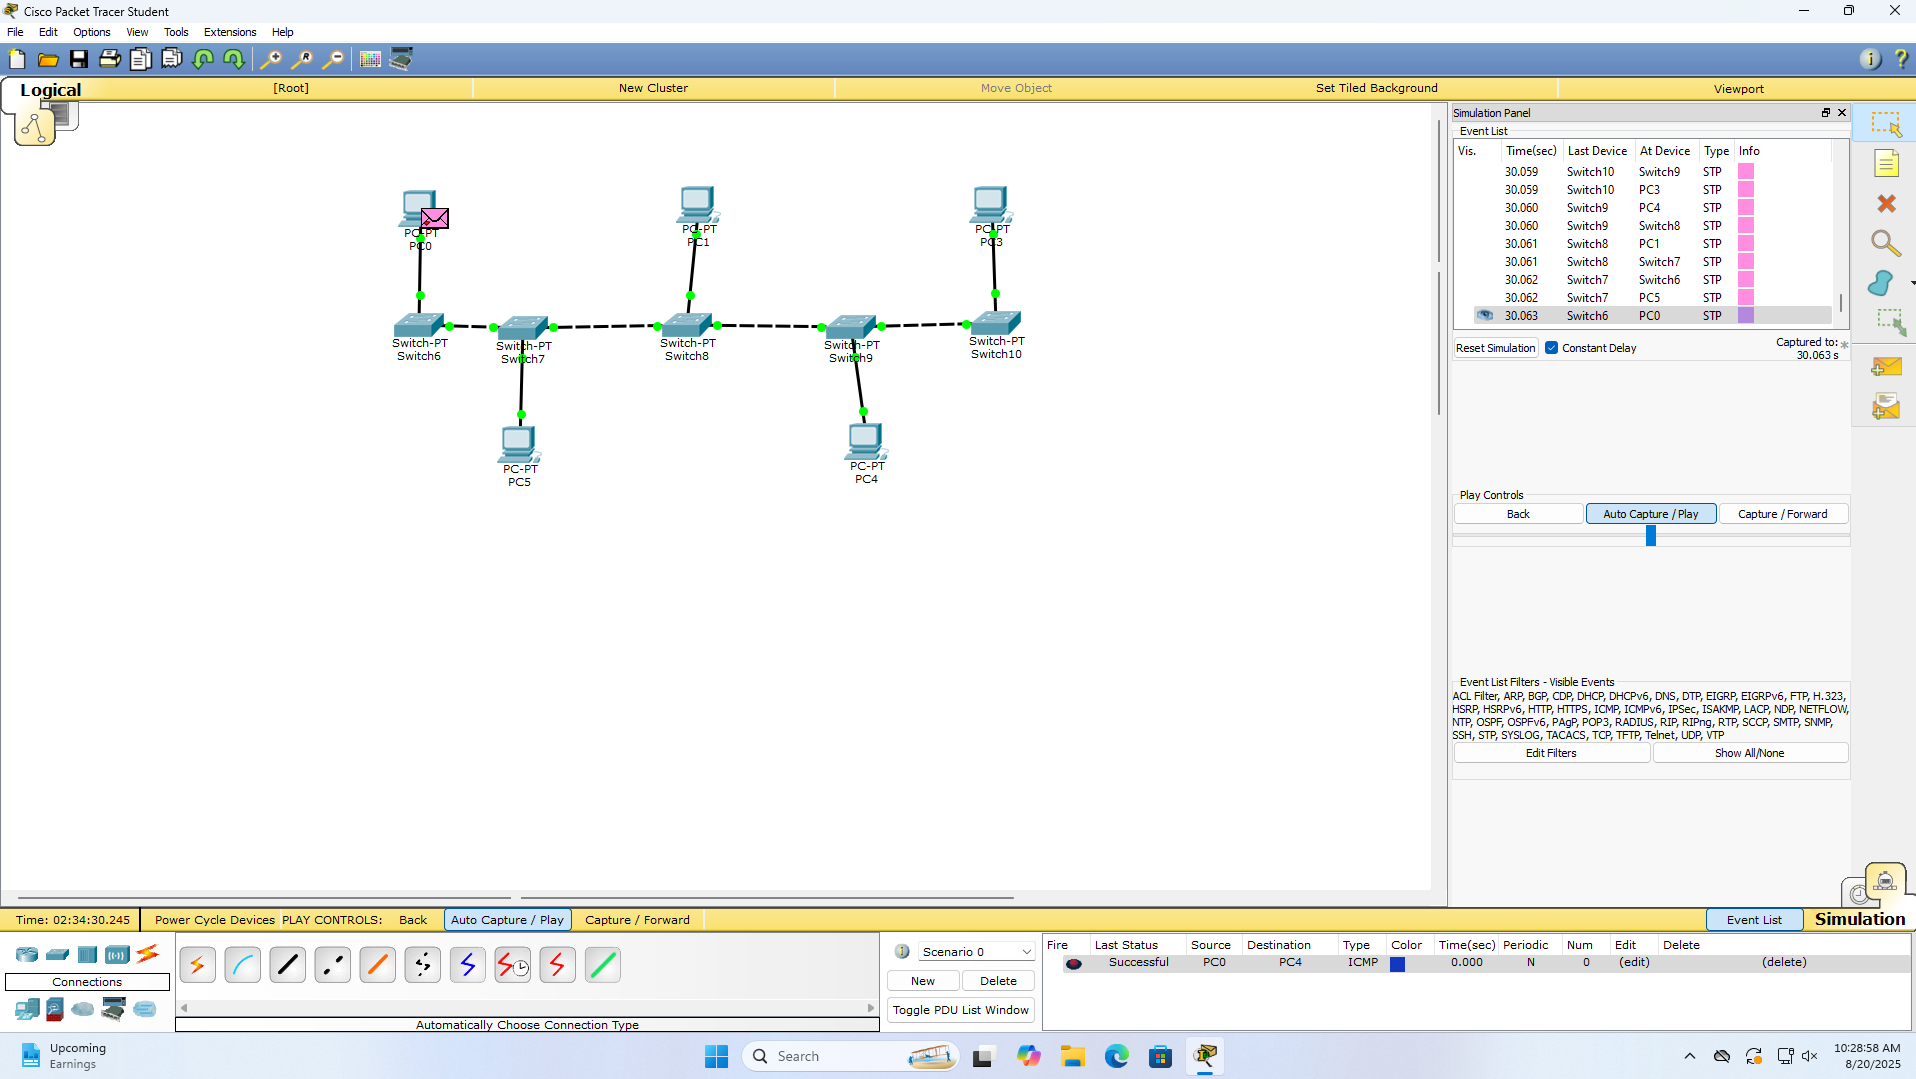 Cisco Packet Tracer Student
File Edit Options View Tools Extensions Help
Logical [Root] New Cluster Move Object Set Tiled Background Viewport
PC-PT
PC0
PC-PT
PC1
PC-PT
PC3
Switch-PT
Switch6
Switch-PT
Switch7
Switch-PT
Switch8
Switch-PT
Switch9
Switch-PT
Switch10
PC-PT
PC5
PC-PT
PC4
Simulation Panel
Event List
Vis. Time(sec) Last Device At Device Type Info
30.059 Switch10 Switch9 STP
30.059 Switch10 PC3 STP
30.060 Switch9 PC4 STP
30.060 Switch9 Switch8 STP
30.061 Switch8 PC1 STP
30.061 Switch8 Switch7 STP
30.062 Switch7 Switch6 STP
30.062 Switch7 PC5 STP
30.063 Switch6 PC0 STP
Reset Simulation Constant Delay Captured to: *
30.063 s
Play Controls
Back Auto Capture / Play Capture / Forward
Event List Filters - Visible Events
ACL Filter, ARP, BGP, CDP, DHCP, DHCPv6, DNS, DTP, EIGRP, EIGRPv6, FTP, H.323,
HSRP, HSRPv6, HTTP, HTTPS, ICMP, ICMPv6, IPSec, ISAKMP, LACP, NDP, NETFLOW,
NTP, OSPF, OSPFv6, PAgP, POP3, RADIUS, RIP, RIPng, RTP, SCCP, SMTP, SNMP,
SSH, STP, SYSLOG, TACACS, TCP, TFTP, Telnet, UDP, VTP
Edit Filters Show All/None
Time: 02:34:30.245 Power Cycle Devices PLAY CONTROLS: Back Auto Capture / Play Capture / Forward Event List Simulation
Connections
Automatically Choose Connection Type
Scenario 0
New Delete
Toggle PDU List Window
Fire Last Status Source Destination Type Color Time(sec) Periodic Num Edit Delete
Successful PC0 PC4 ICMP 0.000 N 0 (edit) (delete)
Upcoming
Earnings
Search
10:28:58 AM
8/20/2025